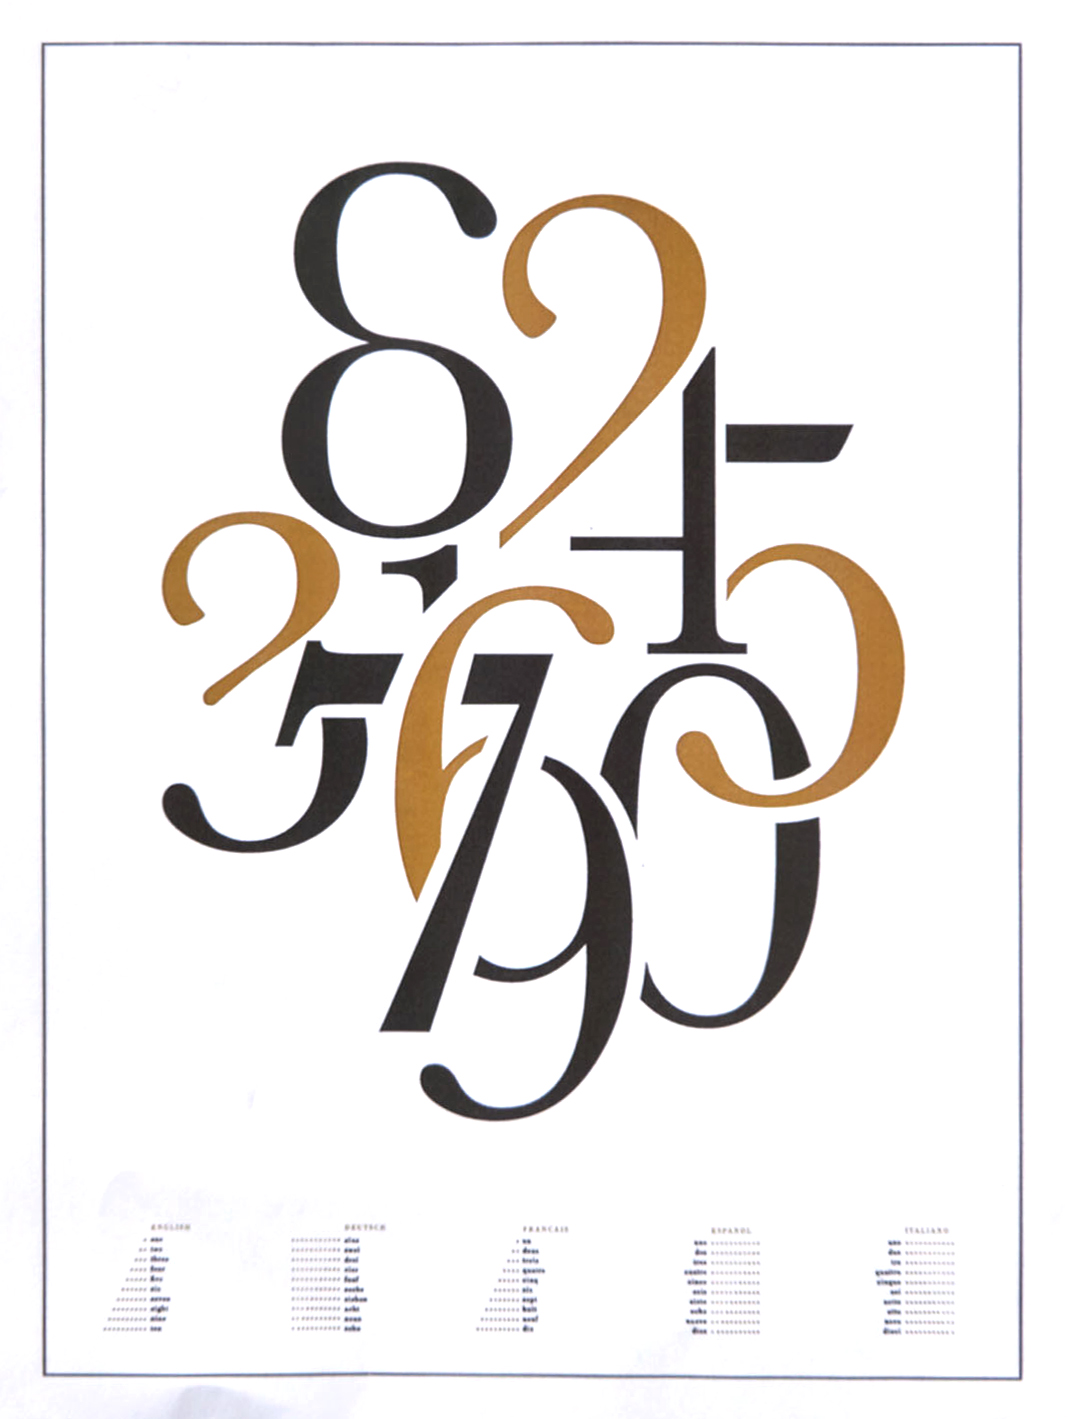 8 2
4
2 5 6 7 9 0
ENGLISH
one
two
three
four
five
six
seven
eight
nine
ten
DEUTSCH
eins
zwei
drei
vier
funf
sechs
sieben
acht
neun
zehn
FRANCAIS
un
deux
trois
quatre
cinq
six
sept
huit
neuf
dix
ESPANOL
uno
dos
tres
cuatro
cinco
seis
siete
ocho
nueve
diez
ITALIANO
uno
due
tre
quattro
cinque
sei
sette
otto
nove
dieci